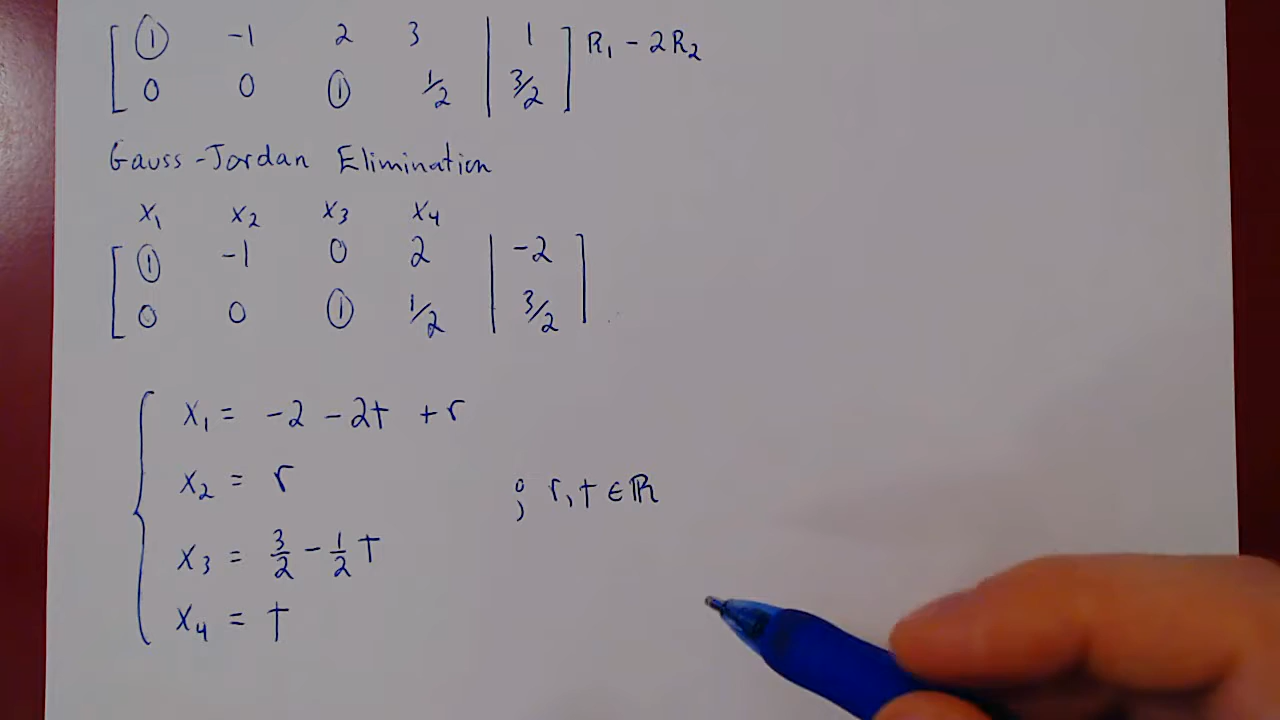 [ 1 -1 2 3 | 1 ] R₁ - 2R₂
[ 0 0 1 1/2 | 3/2 ]
Gauss-Jordan Elimination
x₁ x₂ x₃ x₄
[ 1 -1 0 2 | -2 ]
[ 0 0 1 1/2 | 3/2 ]
{ x₁ = -2 - 2t + r
x₂ = r ; r, t ∈ ℝ
x₃ = 3/2 - 1/2 t
x₄ = t